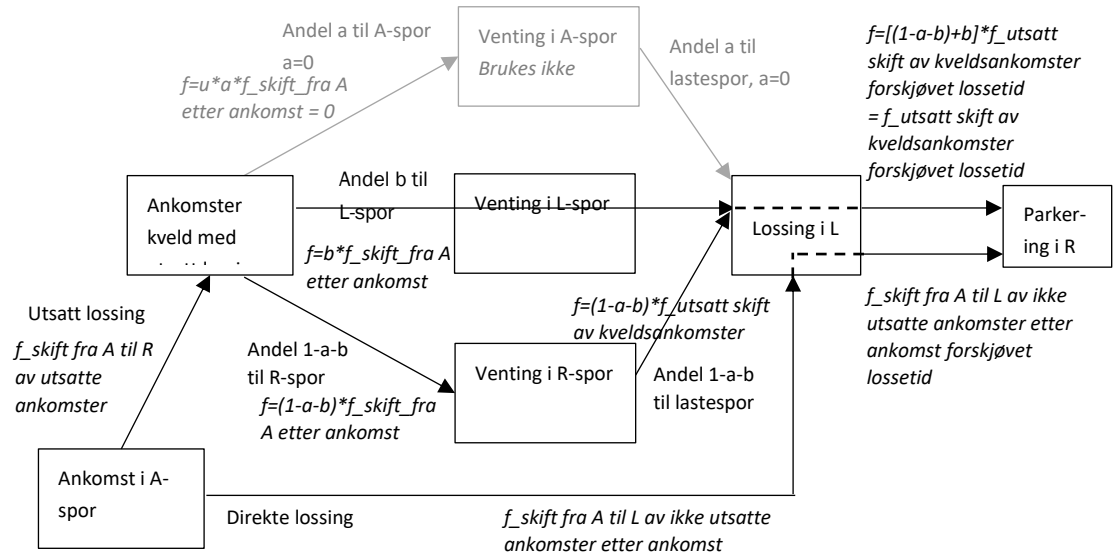 Andel a til A-spor
a=0
f=u*a*f_skift_fra A
etter ankomst = 0
Venting i A-spor
Brukes ikke
Andel a til
lastespor, a=0
f=[(1-a-b)+b]*f_utsatt
skift av kveldsankomster
forskjøvet lossetid
= f_utsatt skift av
kveldsankomster
forskjøvet lossetid
Ankomster
kveld med
Andel b til
L-spor
f=b*f_skift_fra A
etter ankomst
Venting i L-spor
Lossing i L
Parker-
ing i R
Utsatt lossing
f_skift fra A til R
av utsatte
ankomster
Andel 1-a-b
til R-spor
f=(1-a-b)*f_skift_fra
A etter ankomst
f=(1-a-b)*f_utsatt skift
av kveldsankomster
Venting i R-spor
Andel 1-a-b
til lastespor
f_skift fra A til L av ikke
utsatte ankomster etter
ankomst forskjøvet
lossetid
Ankomst i A-
spor
Direkte lossing
f_skift fra A til L av ikke utsatte
ankomster etter ankomst